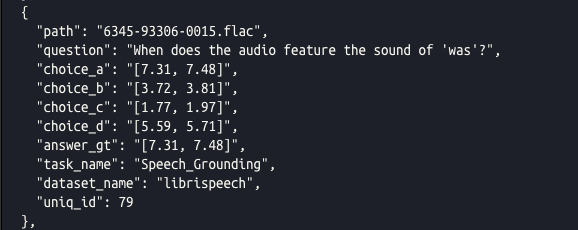 {
"path": "6345-93306-0015.flac",
"question": "When does the audio feature the sound of 'was'?",
"choice_a": "[7.31, 7.48]",
"choice_b": "[3.72, 3.81]",
"choice_c": "[1.77, 1.97]",
"choice_d": "[5.59, 5.71]",
"answer_gt": "[7.31, 7.48]",
"task_name": "Speech_Grounding",
"dataset_name": "librispeech",
"uniq_id": 79
},